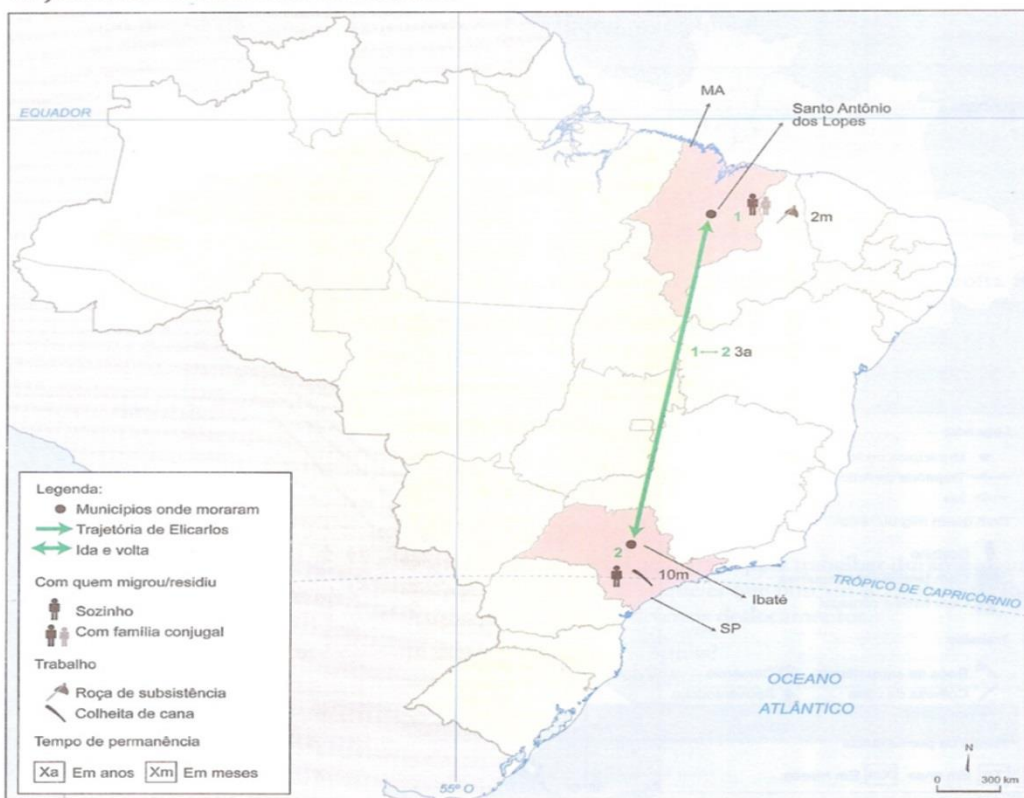 EQUADOR
MA
Santo Antônio
dos Lopes
1
2m
1 — 2 3a
2
10m
Ibaté
SP
TRÓPICO DE CAPRICÓRNIO
OCEANO
ATLÂNTICO
55º O
N
0 300 km
Legenda:
Municípios onde moraram
Trajetória de Elicarlos
Ida e volta
Com quem migrou/residiu
Sozinho
Com família conjugal
Trabalho
Roça de subsistência
Colheita de cana
Tempo de permanência
Xa Em anos Xm Em meses